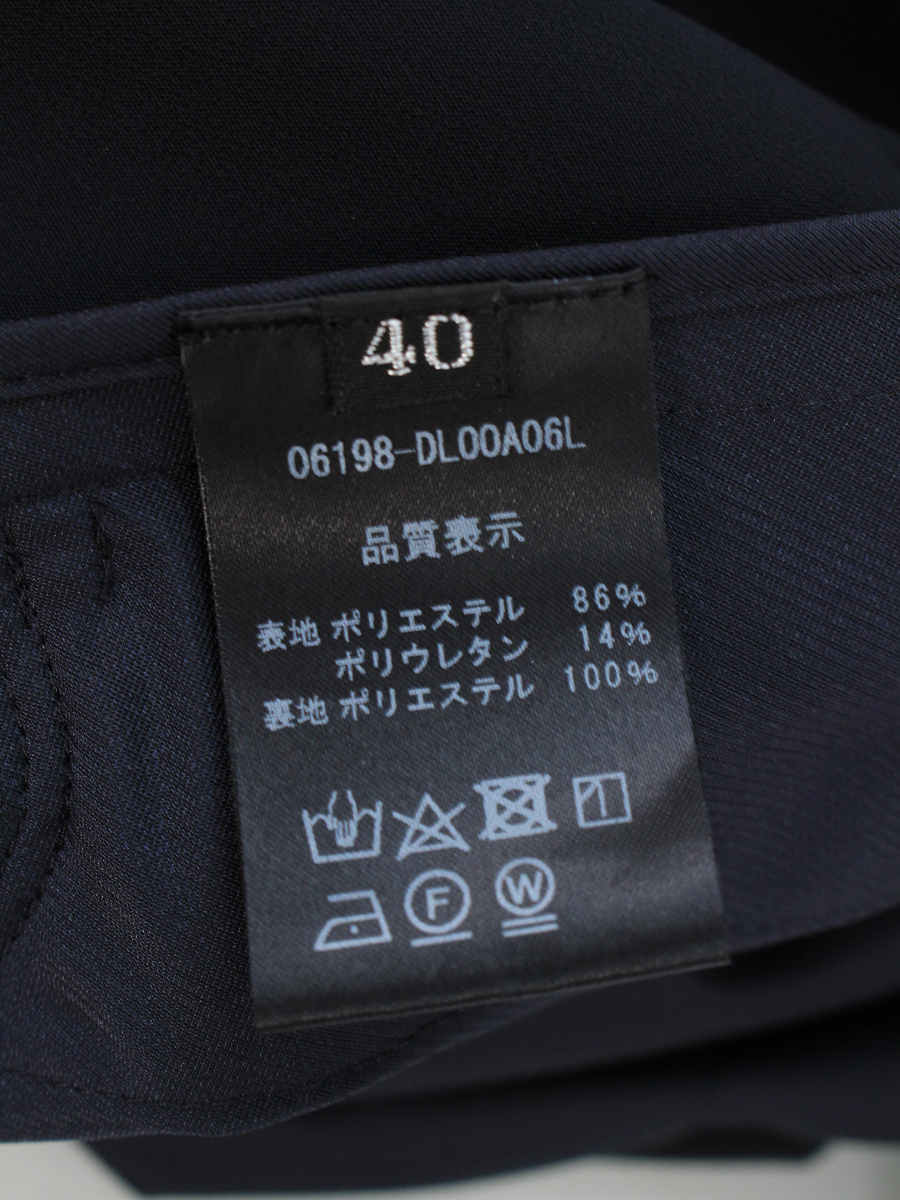 40
06198-DL00A06L
品質表示
表地 ポリエステル 86%
ポリウレタン 14%
裏地 ポリエステル 100%
F W